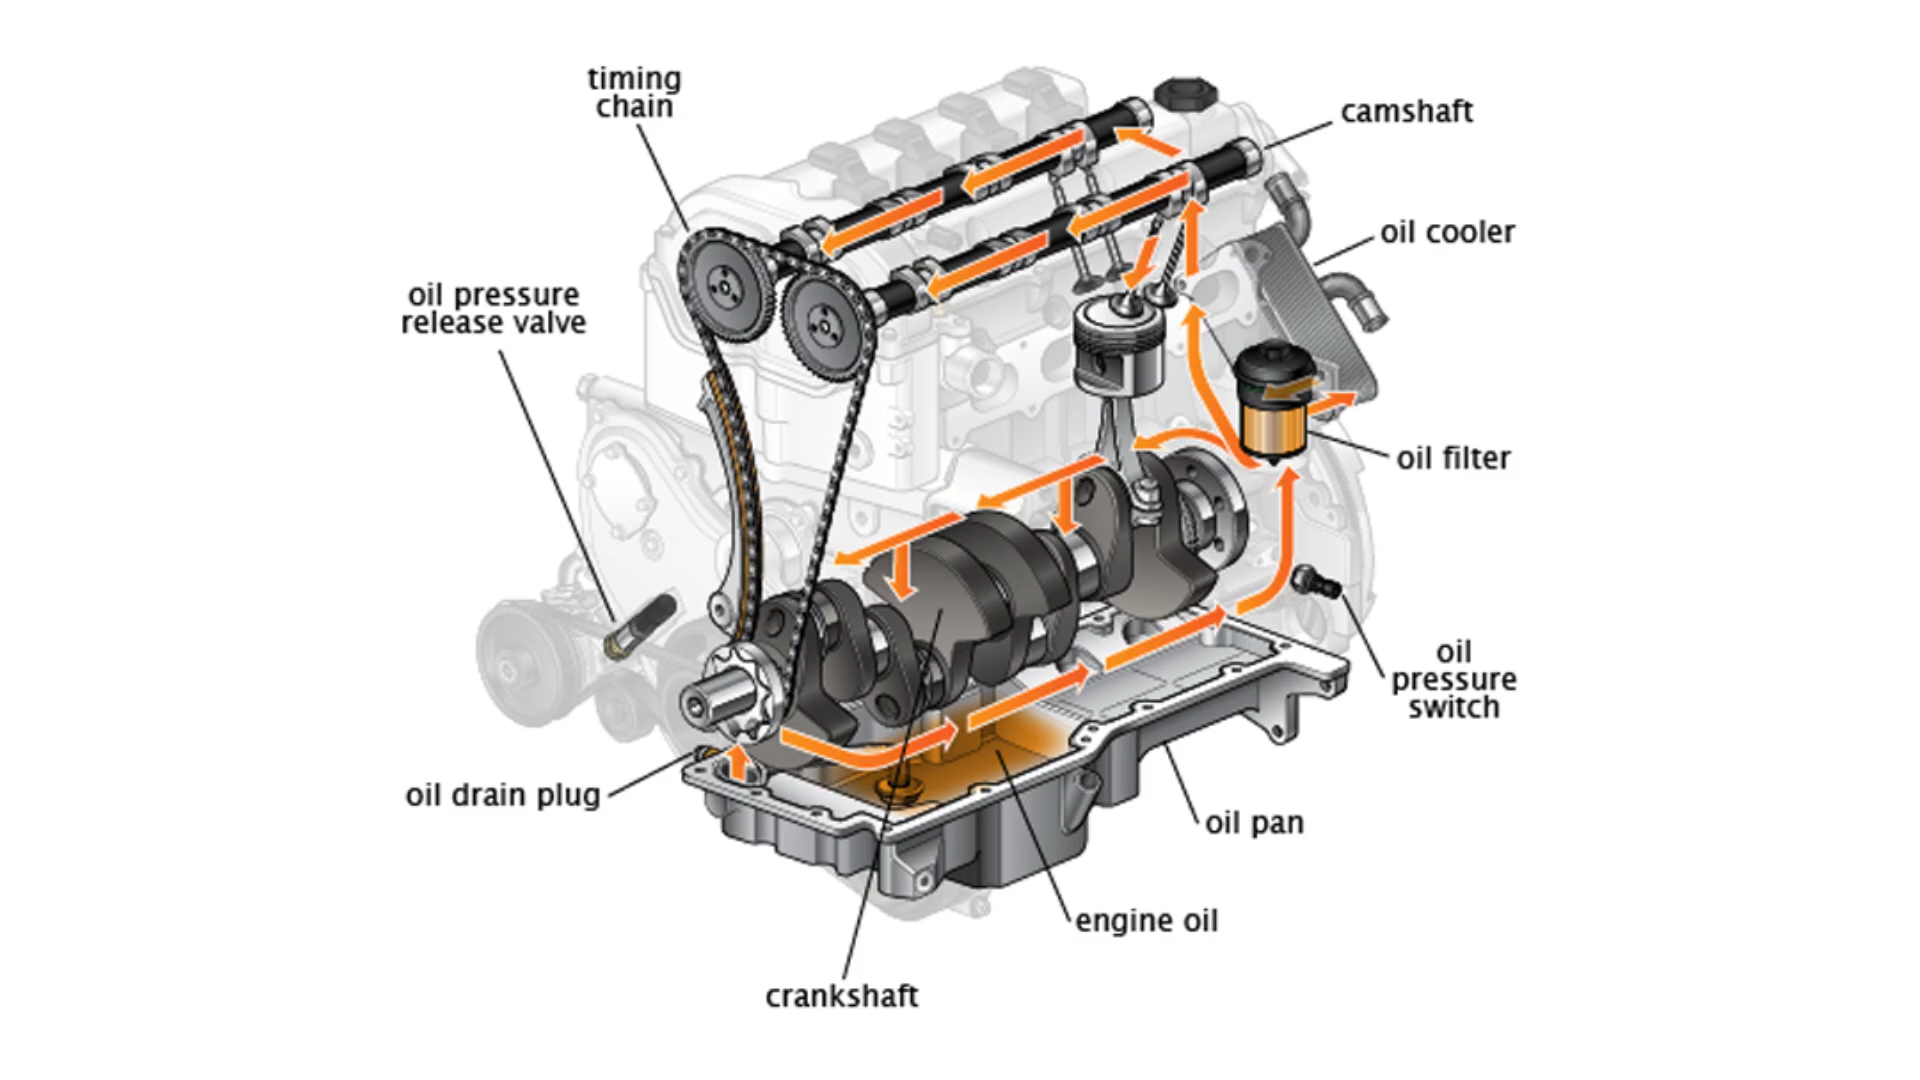 timing
chain
camshaft
oil cooler
oil pressure
release valve
oil filter
oil
pressure
switch
oil drain plug
oil pan
engine oil
crankshaft